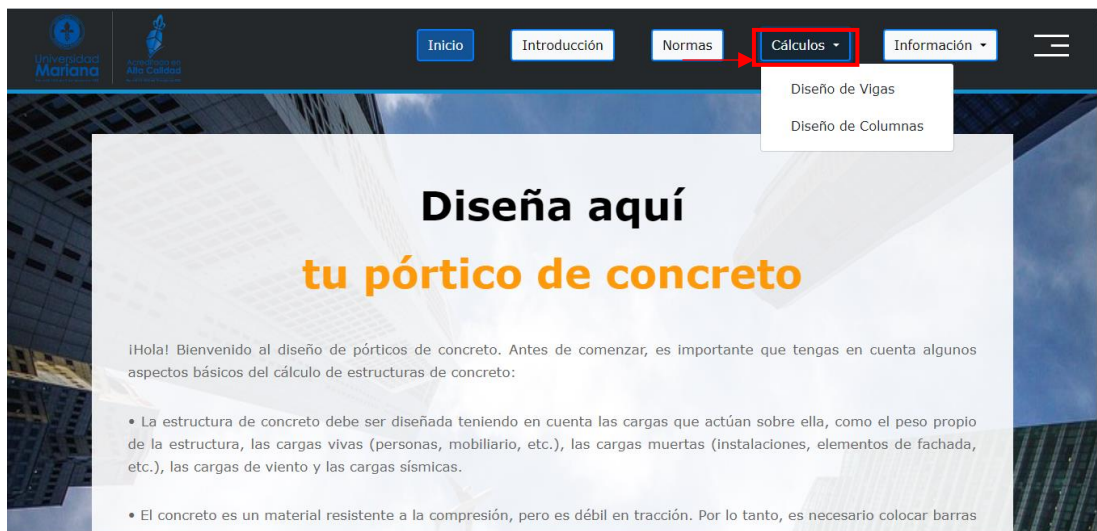 Universidad
Mariana
Acreditada en
Alta Calidad
Inicio
Introducción
Normas
Cálculos
Información
Diseño de Vigas
Diseño de Columnas
Diseña aquí
tu pórtico de concreto
¡Hola! Bienvenido al diseño de pórticos de concreto. Antes de comenzar, es importante que tengas en cuenta algunos
aspectos básicos del cálculo de estructuras de concreto:
• La estructura de concreto debe ser diseñada teniendo en cuenta las cargas que actúan sobre ella, como el peso propio
de la estructura, las cargas vivas (personas, mobiliario, etc.), las cargas muertas (instalaciones, elementos de fachada,
etc.), las cargas de viento y las cargas sísmicas.
• El concreto es un material resistente a la compresión, pero es débil en tracción. Por lo tanto, es necesario colocar barras